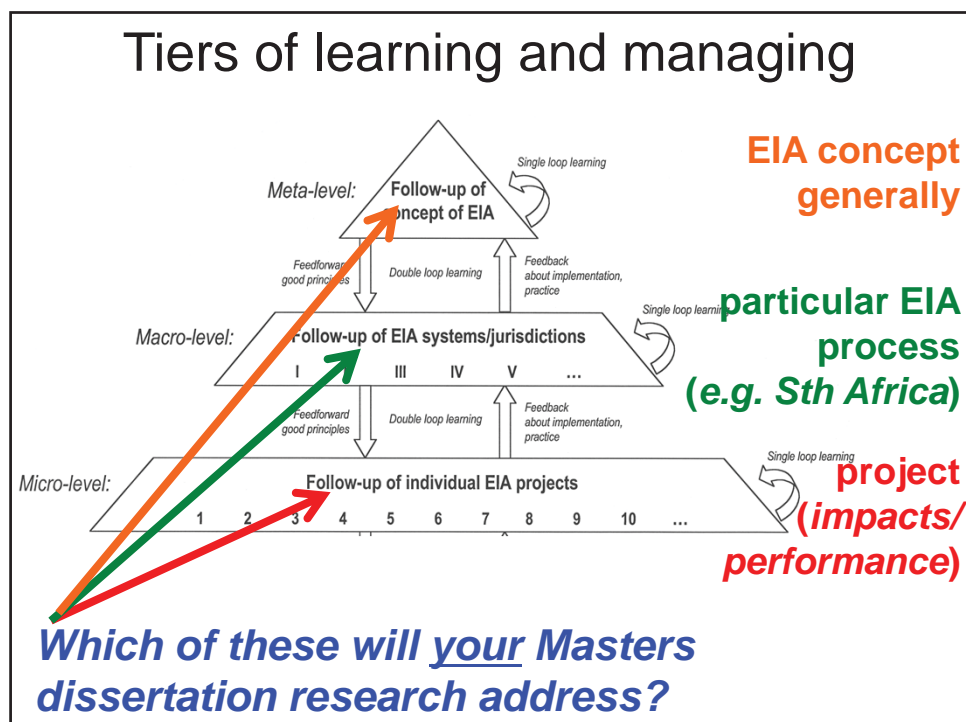 Tiers of learning and managing
Single loop learning
Meta-level:
Follow-up of
concept of EIA
EIA concept
generally
Feedforward
good principles
Double loop learning
Feedback
about implementation,
practice
Single loop learning
Macro-level:
Follow-up of EIA systems/jurisdictions
I III IV V ...
particular EIA
process
(e.g. Sth Africa)
Feedforward
good principles
Double loop learning
Feedback
about implementation,
practice
Single loop learning
Micro-level:
Follow-up of individual EIA projects
1 2 3 4 5 6 7 8 9 10 ...
project
(impacts/
performance)
Which of these will your Masters
dissertation research address?